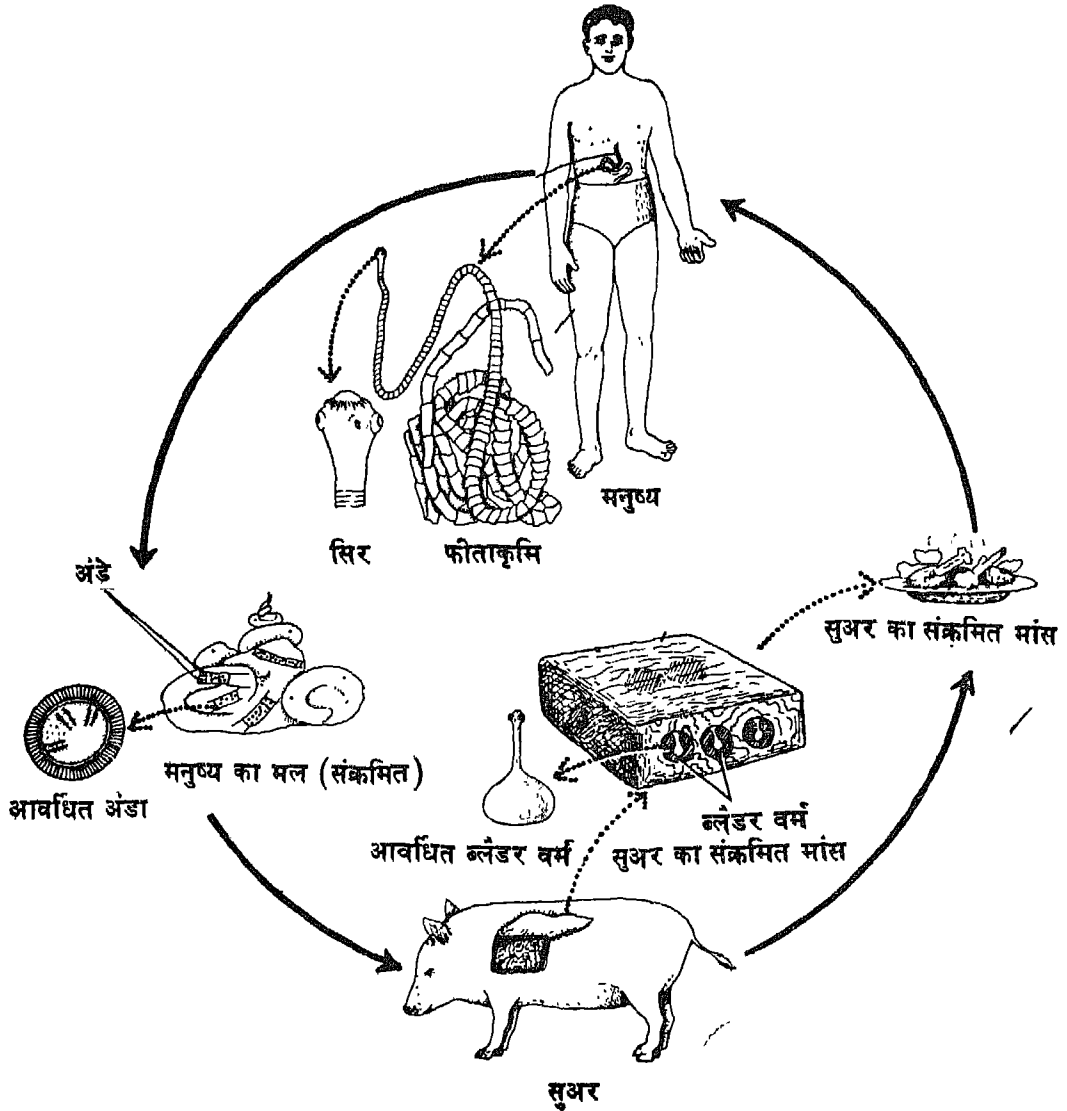 मनुष्य
सिर
फीताकृमि
अंडे
सुअर का संक्रमित मांस
मनुष्य का मल (संक्रमित)
आवर्धित अंडा
ब्लैडर वर्म
आवर्धित ब्लैडर वर्म
सुअर का संक्रमित मांस
सुअर